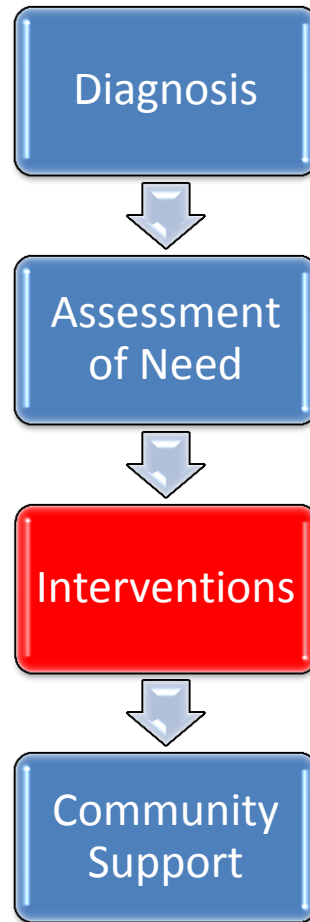 Diagnosis
Assessment
of Need
Interventions
Community
Support